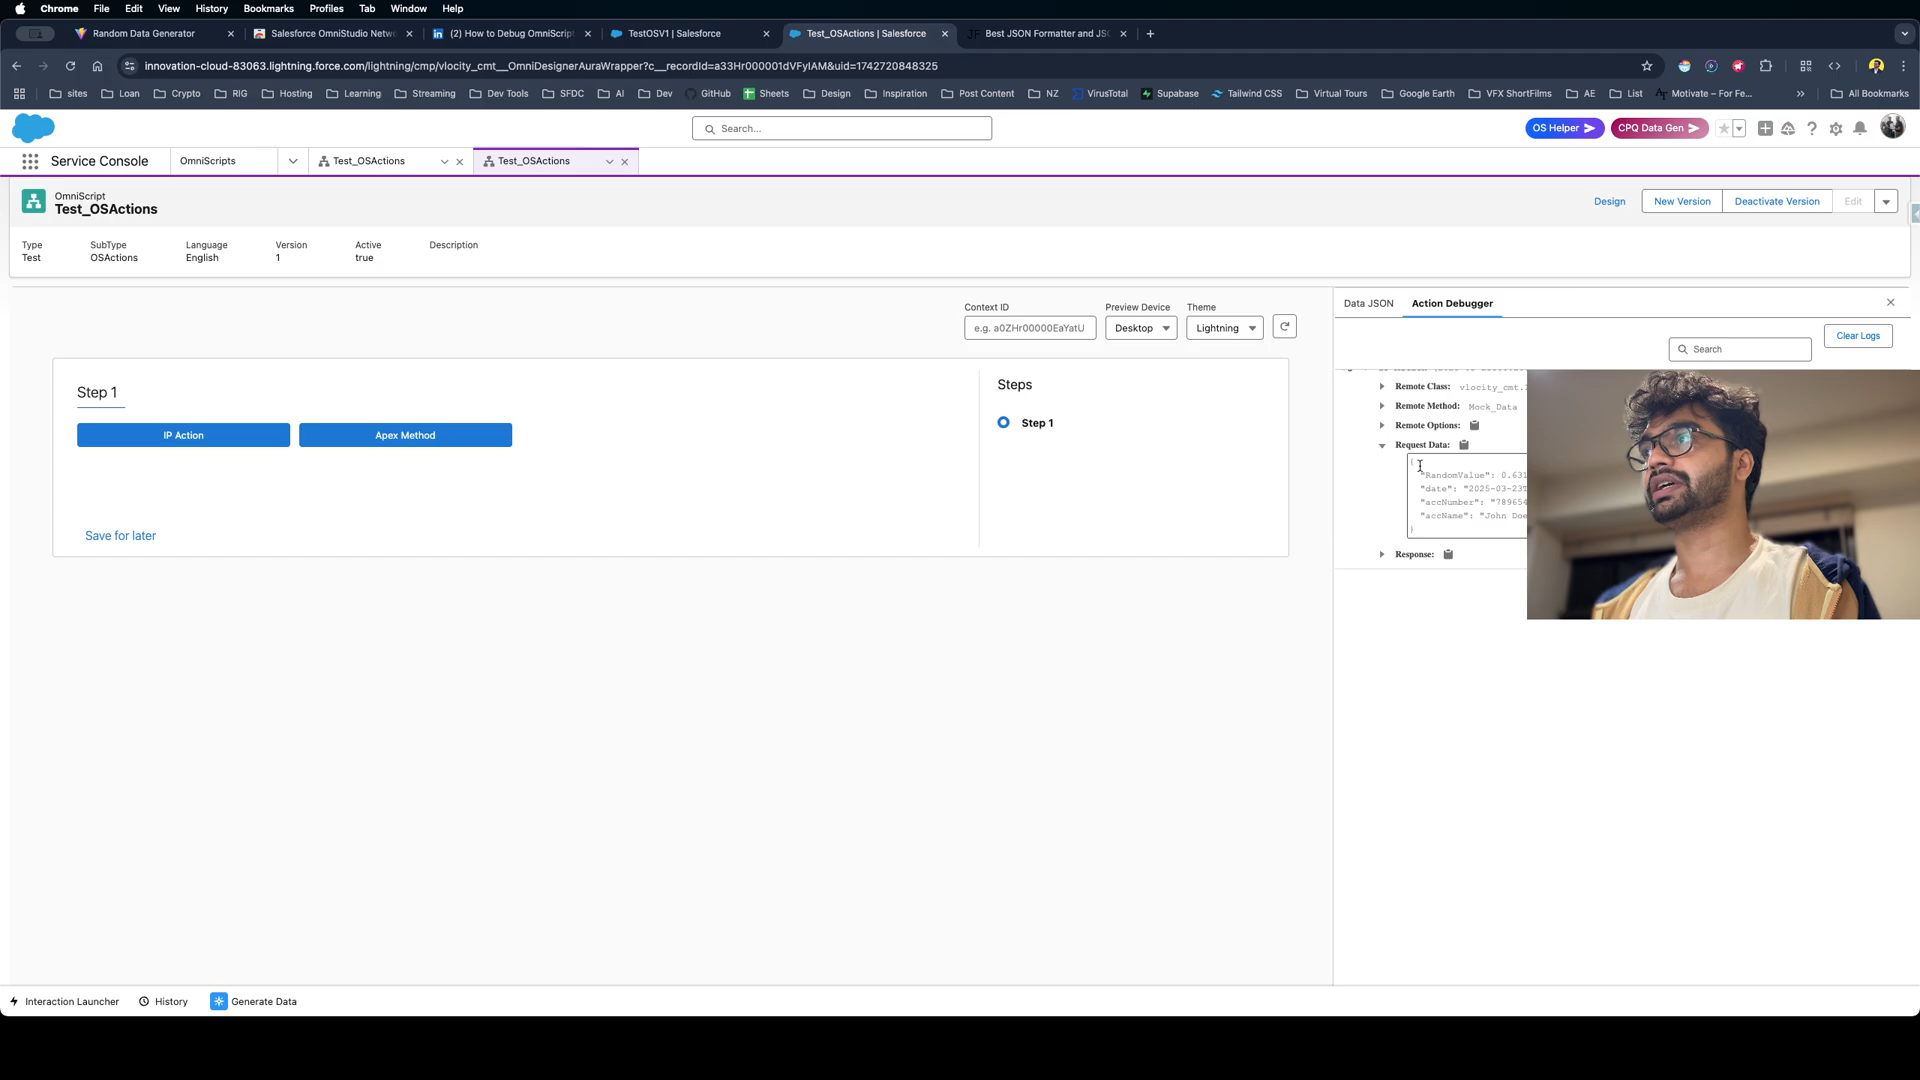 Chrome File Edit View History Bookmarks Profiles Tab Window Help
Random Data Generator
Salesforce OmniStudio Netw
(2) How to Debug OmniScrip
TestOSV1 | Salesforce
Test_OSActions | Salesforce
Best JSON Formatter and JSO
innovation-cloud-83063.lightning.force.com/lightning/cmp/vlocity_cmt__OmniDesignerAuraWrapper?c__recordId=a33Hr000001dVFyIAM&uid=1742720848325
sites Loan Crypto RIG Hosting Learning Streaming Dev Tools SFDC AI Dev GitHub Sheets Design Inspiration Post Content NZ VirusTotal Supabase Tailwind CSS Virtual Tours Google Earth VFX ShortFilms AE List Motivate – For Fe... All Bookmarks
Search...
OS Helper
CPQ Data Gen
Service Console
OmniScripts
Test_OSActions
Test_OSActions
OmniScript
Test_OSActions
Design
New Version
Deactivate Version
Edit
Type SubType Language Version Active Description
Test OSActions English 1 true
Context ID Preview Device Theme
e.g. a0ZHr00000EaYatU Desktop Lightning
Data JSON
Action Debugger
Clear Logs
Search
Step 1
IP Action
Apex Method
Save for later
Steps
Step 1
Remote Class: vlocity_cmt.
Remote Method: Mock_Data
Remote Options:
Request Data:
{
"RandomValue": 0.631
"date": "2025-03-23T
"accNumber": "789654
"accName": "John Doe
}
Response:
Interaction Launcher
History
Generate Data